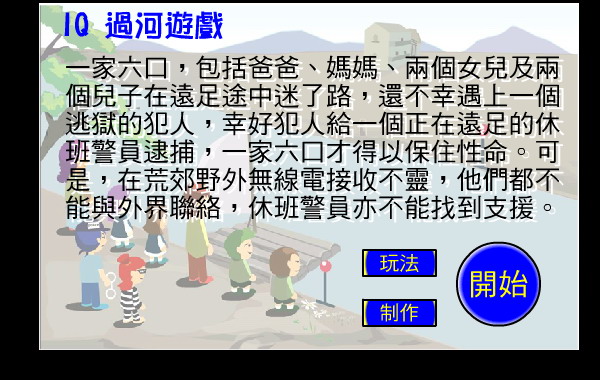 IQ 過河遊戲
一家六口，包括爸爸、媽媽、兩個女兒及兩
個兒子在遠足途中迷了路，還不幸遇上一個
逃獄的犯人，幸好犯人給一個正在遠足的休
班警員逮捕，一家六口才得以保住性命。可
是，在荒郊野外無線電接收不靈，他們都不
能與外界聯絡，休班警員亦不能找到支援。
玩法
開始
制作